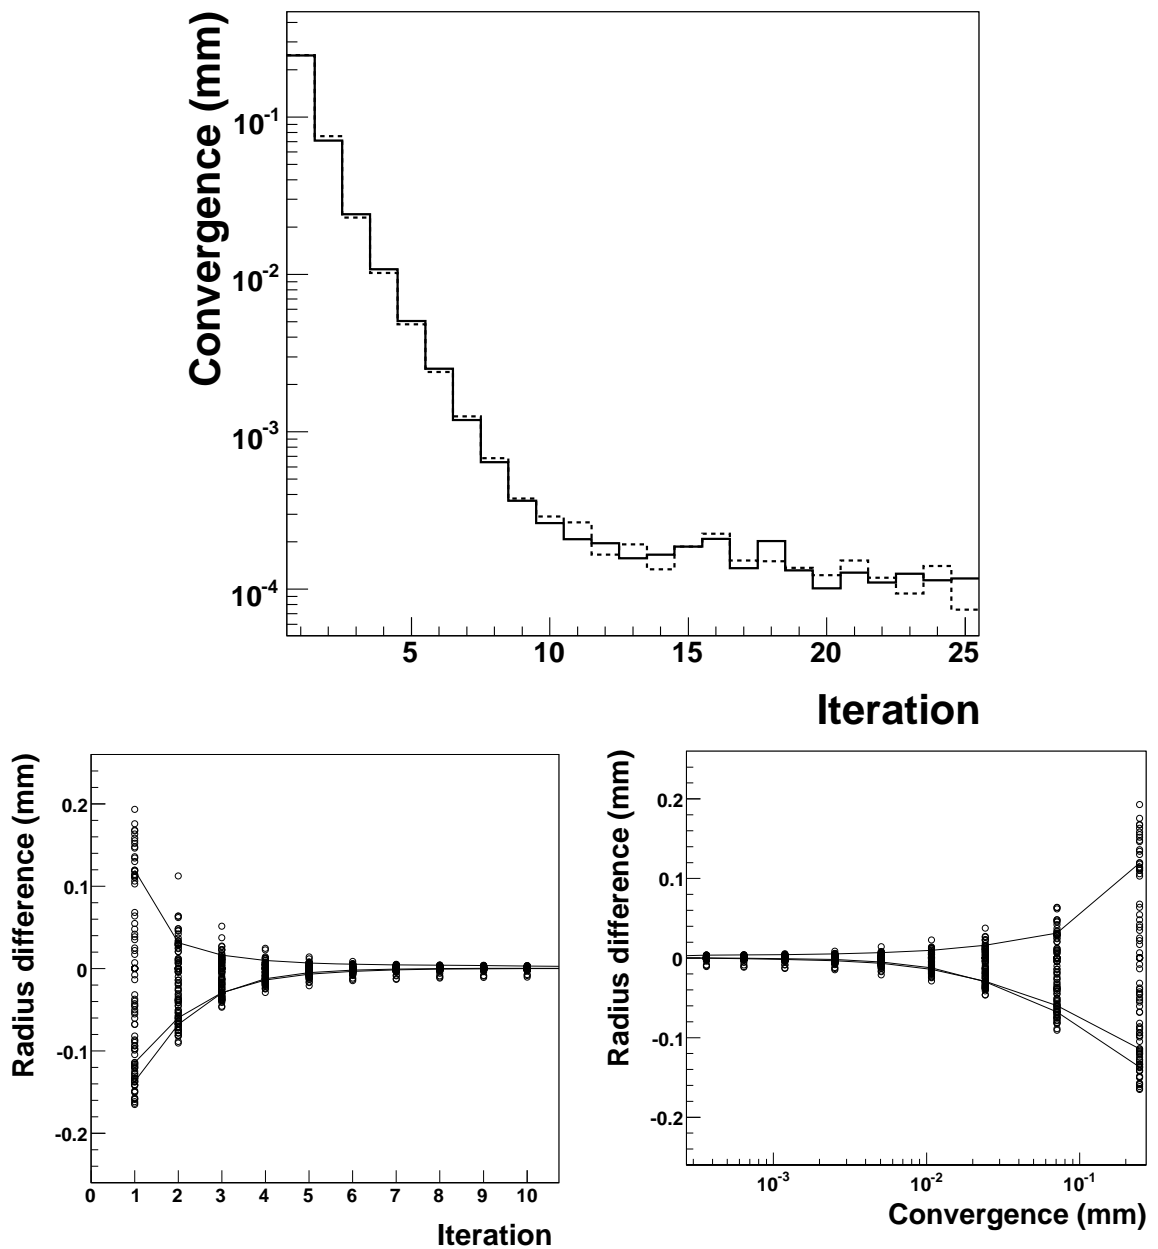 Convergence (mm)
10-1
10-2
10-3
10-4
5 10 15 20 25
Iteration
Radius difference (mm)
0.2
0.1
0
-0.1
-0.2
0 1 2 3 4 5 6 7 8 9 10
Iteration
Radius difference (mm)
0.2
0.1
0
-0.1
-0.2
10-3 10-2 10-1
Convergence (mm)